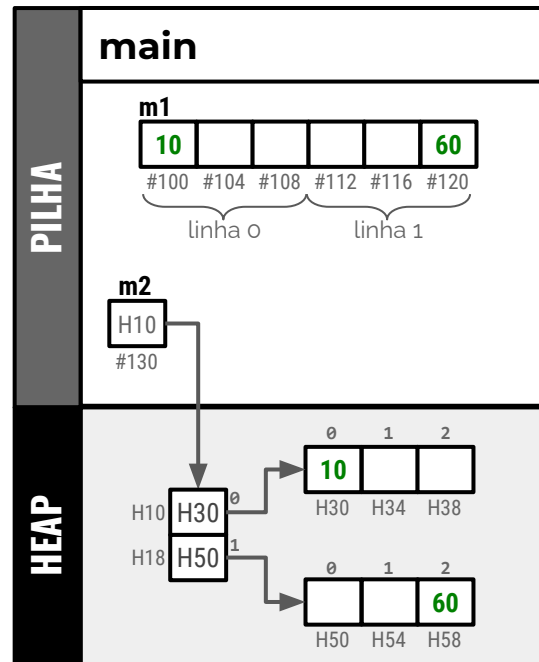 main
PILHA
m1
10 60
#100 #104 #108 #112 #116 #120
linha 0 linha 1
m2
H10
#130
HEAP
0 1 2
10
H30 H34 H38
H10 H30 0
H18 H50 1
0 1 2
60
H50 H54 H58